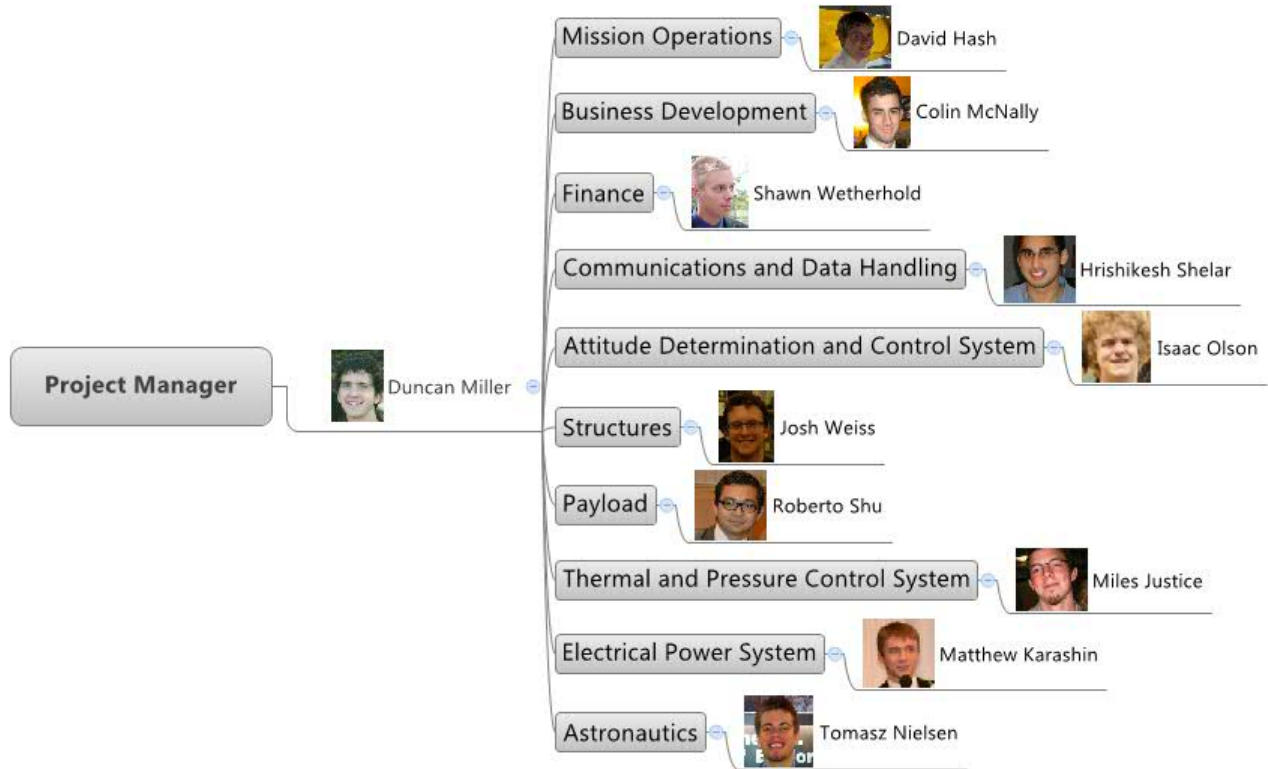 Mission Operations
David Hash
Business Development
Colin McNally
Finance
Shawn Wetherhold
Communications and Data Handling
Hrishikesh Shelar
Attitude Determination and Control System
Isaac Olson
Project Manager
Duncan Miller
Structures
Josh Weiss
Payload
Roberto Shu
Thermal and Pressure Control System
Miles Justice
Electrical Power System
Matthew Karashin
Astronautics
Tomasz Nielsen